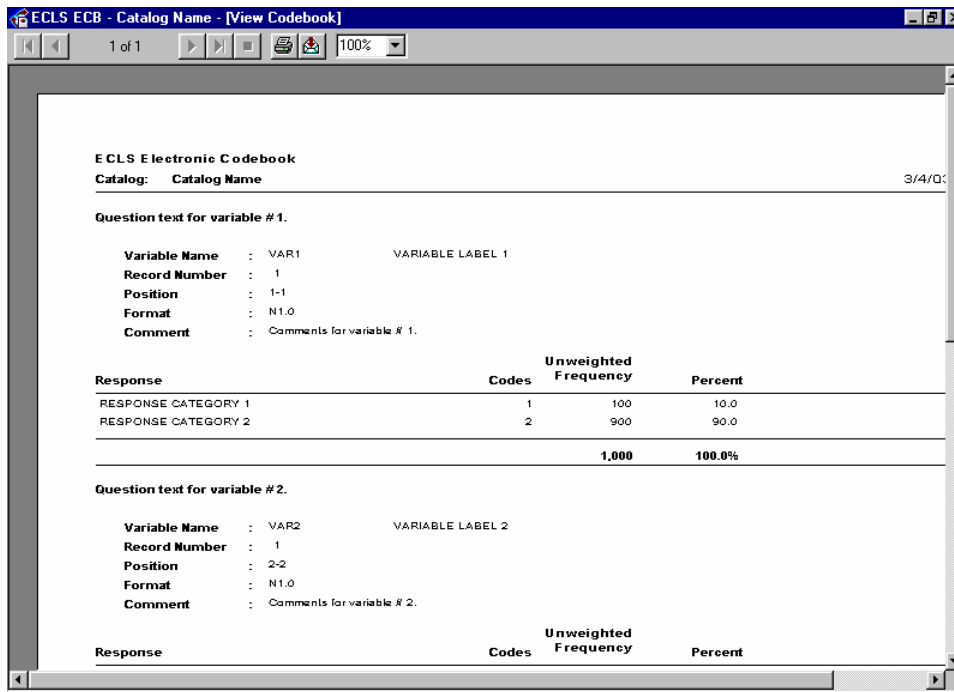 ECLS ECB - Catalog Name - [View Codebook]
1 of 1 100%
ECLS Electronic Codebook
Catalog: Catalog Name 3/4/03
Question text for variable #1.
Variable Name : VAR1 VARIABLE LABEL 1
Record Number : 1
Position : 1-1
Format : N1.0
Comment : Comments for variable # 1.
Unweighted
Response Codes Frequency Percent
RESPONSE CATEGORY 1 1 100 10.0
RESPONSE CATEGORY 2 2 900 90.0
1,000 100.0%
Question text for variable #2.
Variable Name : VAR2 VARIABLE LABEL 2
Record Number : 1
Position : 2-2
Format : N1.0
Comment : Comments for variable # 2.
Unweighted
Response Codes Frequency Percent